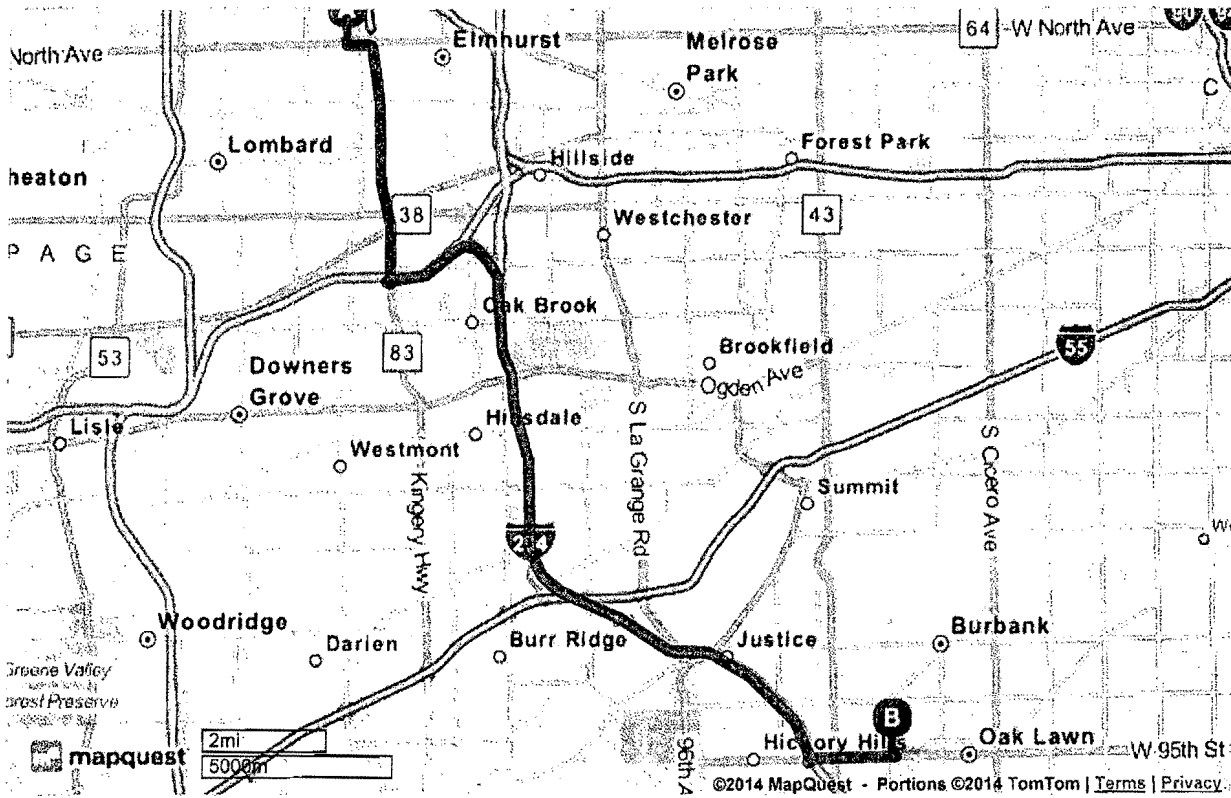 64
W North Ave
North Ave
Elmhurst
Melrose
Park
C
Lombard
Hillside
Forest Park
heaton
38
Westchester
43
P A G E
Oak Brook
55
53
83
Brookfield
Downers
Grove
Ogden Ave
Lisle
Hinsdale
Westmont
S La Grange Rd
S Cicero Ave
Kingery Hwy
Summit
Woodridge
Darien
Burr Ridge
Justice
Burbank
Greene Valley
orest Preserve
B
mapquest
2mi
5000m
Hickory Hills
Oak Lawn
W 95th St
96th A
©2014 MapQuest - Portions ©2014 TomTom | Terms | Privacy